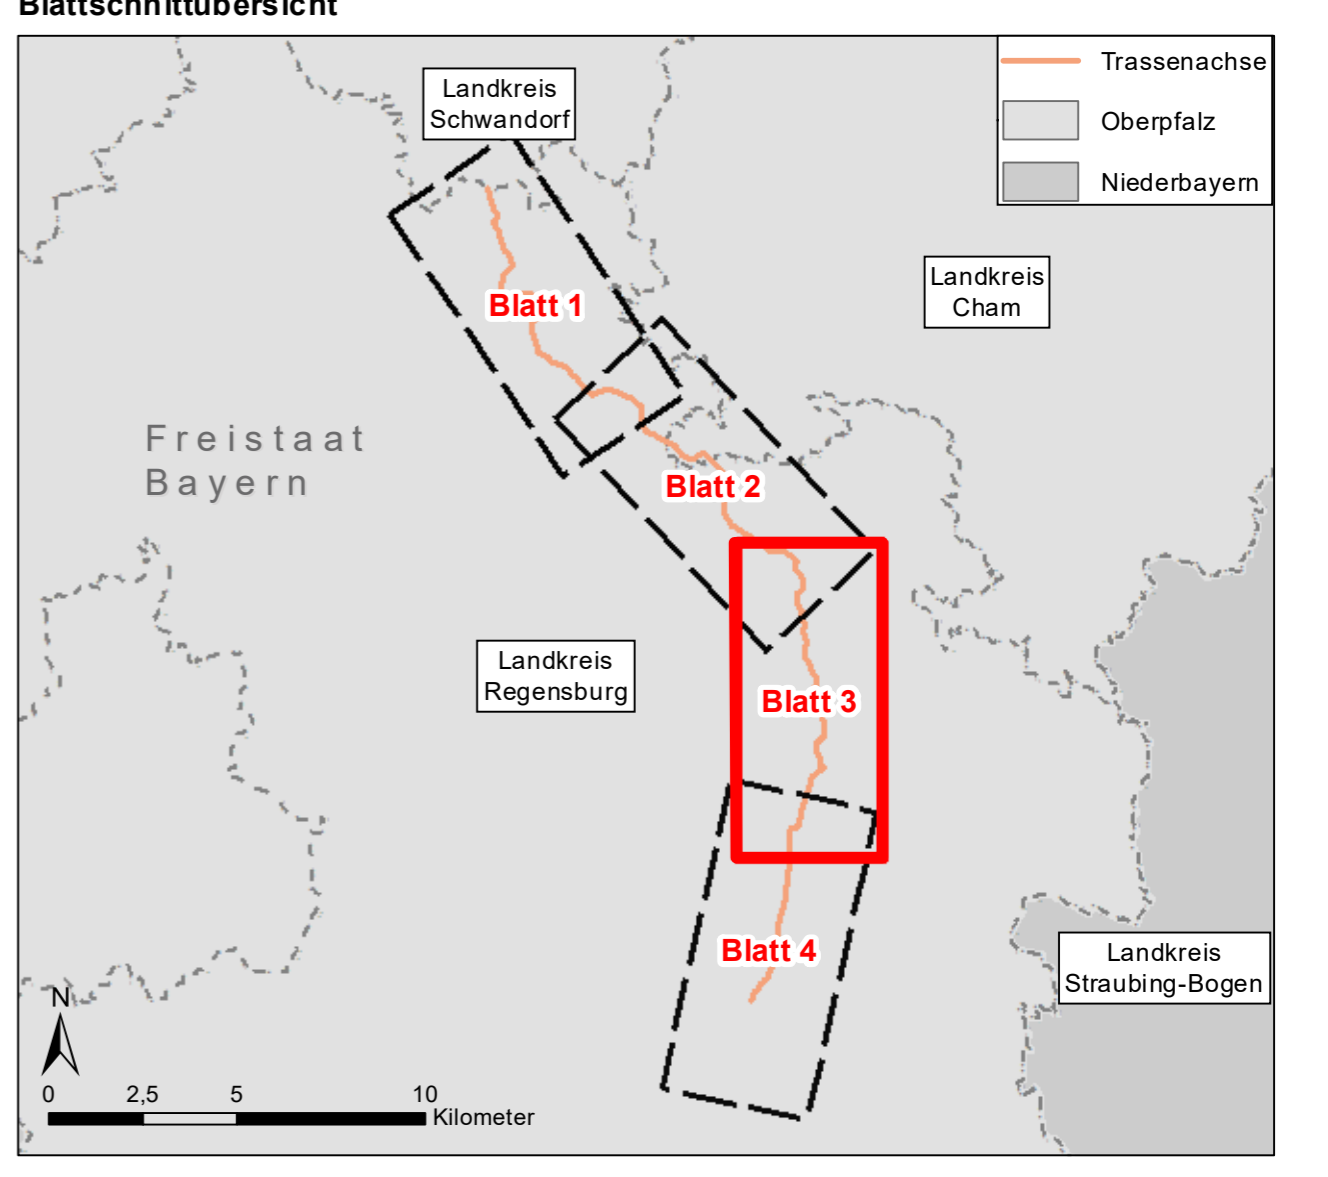 Blattschnittübersicht
Trassenachse
Oberpfalz
Niederbayern
Landkreis
Schwandorf
Landkreis
Cham
Blatt 1
Freistaat
Bayern
Blatt 2
Landkreis
Regensburg
Blatt 3
Blatt 4
Landkreis
Straubing-Bogen
N
0 2,5 5 10
Kilometer